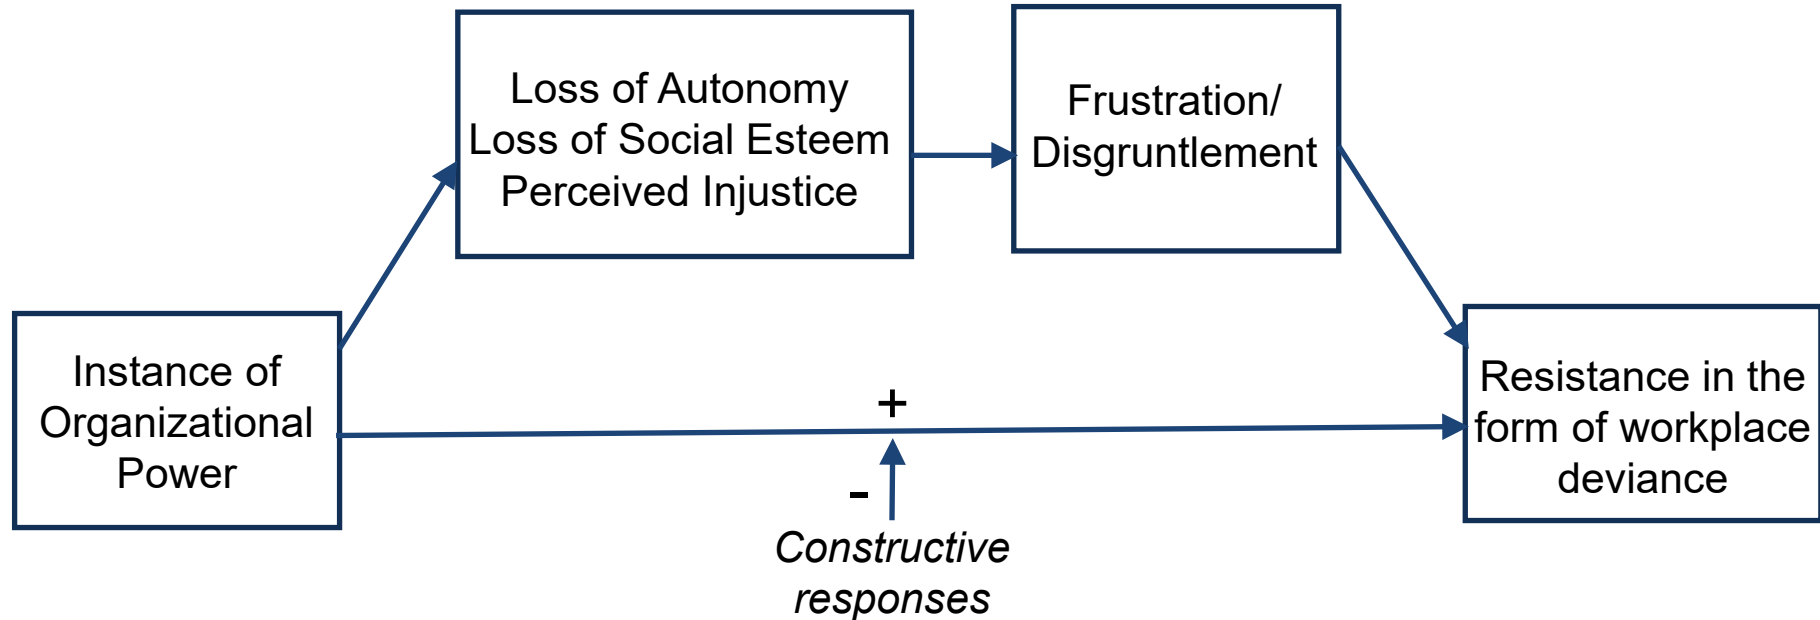 Loss of Autonomy
Loss of Social Esteem
Perceived Injustice
Frustration/
Disgruntlement
Instance of
Organizational
Power
+
-
Constructive
responses
Resistance in the
form of workplace
deviance